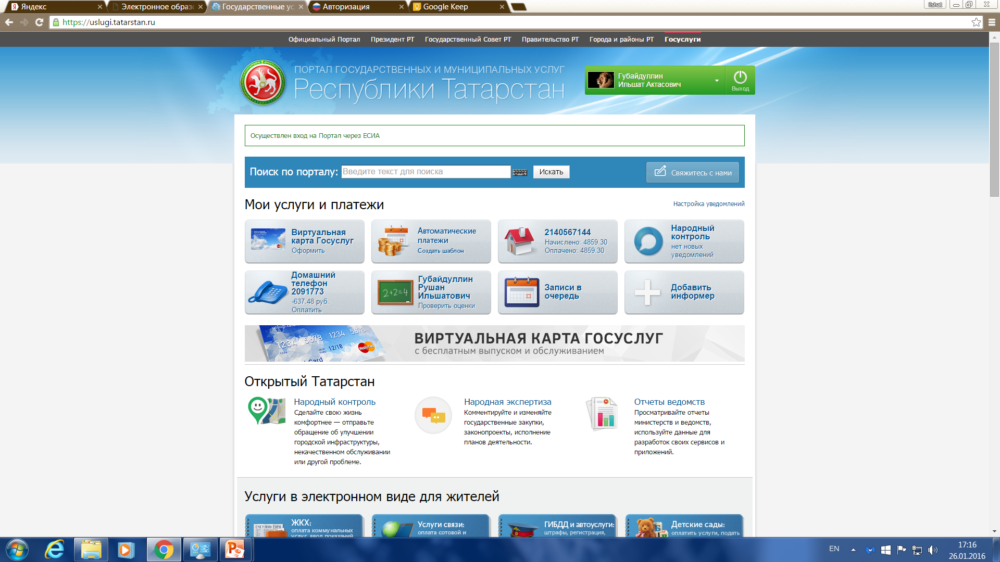 Яндекс
Электронное образо
Государственные ус
Авторизация
Google Keep
ilshat
https://uslugi.tatarstan.ru
Официальный Портал
Президент РТ
Государственный Совет РТ
Правительство РТ
Города и районы РТ
Госуслуги
ПОРТАЛ ГОСУДАРСТВЕННЫХ И МУНИЦИПАЛЬНЫХ УСЛУГ
Республики Татарстан
Губайдуллин
Ильшат Актасович
Выход
Осуществлен вход на Портал через ЕСИА
Поиск по порталу:
Введите текст для поиска
Искать
Свяжитесь с нами
Мои услуги и платежи
Настройка уведомлений
Виртуальная
карта Госуслуг
Оформить
Автоматические
платежи
Создать шаблон
2140567144
Начислено: 4859.30
Оплачено: 4859.30
Народный
контроль
нет новых
уведомлений
Домашний
телефон
2091773
-637.48 руб.
Оплатить
2+2=4
Губайдуллин
Рушан
Ильшатович
Проверить оценки
Записи в
очередь
Добавить
информер
uslugi.tatar
1234 5678 1234 5678
1234
12/18
MasterCard
Card
ВИРТУАЛЬНАЯ КАРТА ГОСУСЛУГ
с бесплатным выпуском и обслуживанием
Открытый Татарстан
Народный контроль
Сделайте свою жизнь
комфортнее — отправьте
обращение об улучшении
городской инфраструктуры,
некачественном обслуживании
или другой проблеме.
Народная экспертиза
Комментируйте и изменяйте
государственные закупки,
законопроекты, исполнение
планов деятельности.
Отчеты ведомств
Просматривайте отчеты
министерств и ведомств,
используйте данные для
разработок своих сервисов и
приложений.
Услуги в электронном виде для жителей
СЧЕТ-ФАКТУРА
ЖКХ:
оплата коммунальных
услуг, ввод показаний
Услуги связи:
оплата сотовой и
ГИБДД и автоуслуги:
штрафы, регистрация,
Детские сады:
оплатить услуги, подать
EN
17:16
26.01.2016